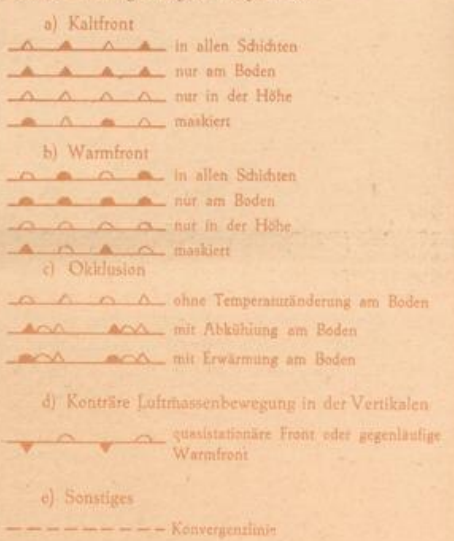 a) Kaltfront
in allen Schichten
nur am Boden
nur in der Höhe
maskiert
b) Warmfront
in allen Schichten
nur am Boden
nur in der Höhe
maskiert
c) Okklusion
ohne Temperaturänderung am Boden
mit Abkühlung am Boden
mit Erwärmung am Boden
d) Konträre Luftmassenbewegung in der Vertikalen
quasistationäre Front oder gegenläufige
Warmfront
e) Sonstiges
Konvergenzlinie